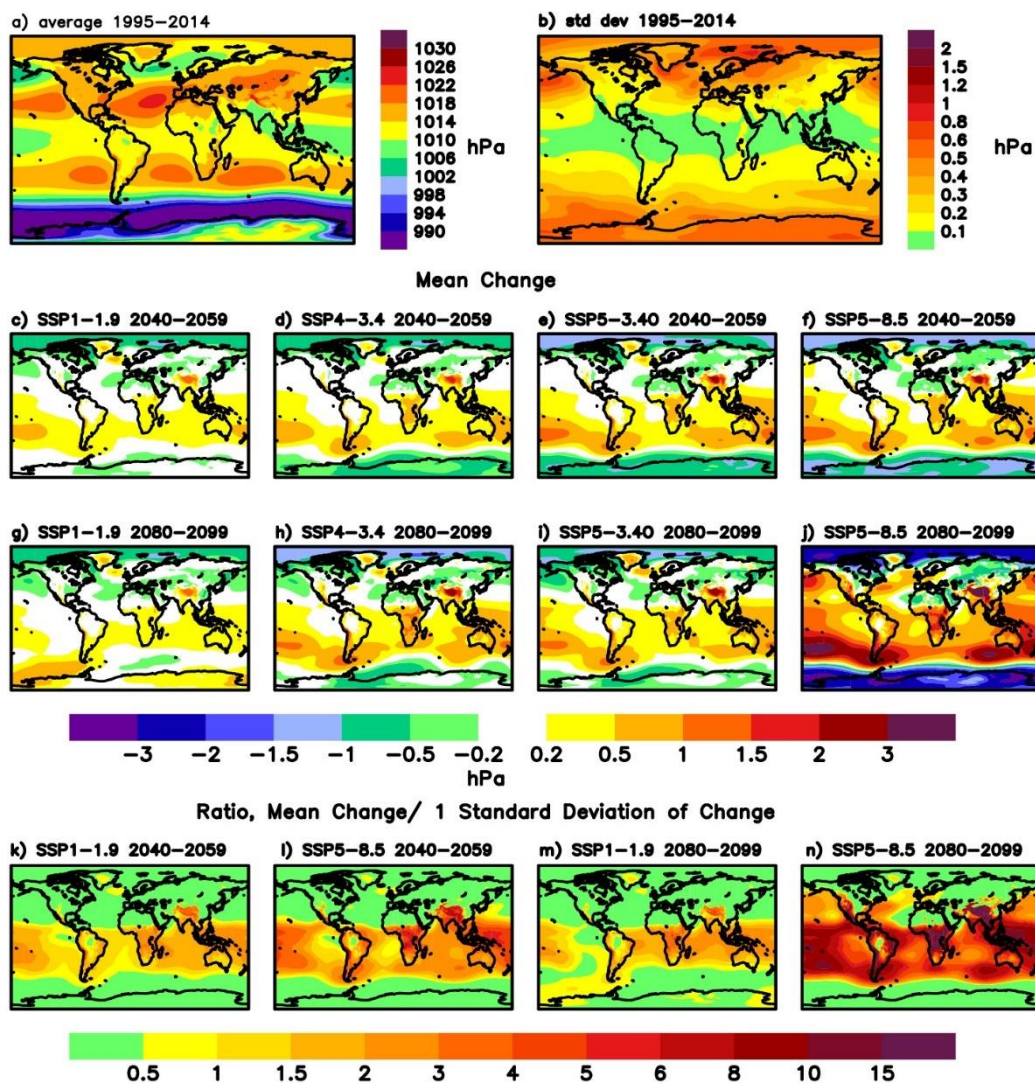 a) average 1995-2014 b) std dev 1995-2014
1030 2
1026 1.5
1022 1.2
1018 1
1014 0.8
1010 0.6
hPa hPa
1006 0.5
1002 0.4
998 0.3
994 0.2
990 0.1
Mean Change
c) SSP1-1.9 2040-2059 d) SSP4-3.4 2040-2059 e) SSP5-3.40 2040-2059 f) SSP5-8.5 2040-2059
g) SSP1-1.9 2080-2099 h) SSP4-3.4 2080-2099 i) SSP5-3.40 2080-2099 j) SSP5-8.5 2080-2099
-3 -2 -1.5 -1 -0.5 -0.2 0.2 0.5 1 1.5 2 3
hPa
Ratio, Mean Change/ 1 Standard Deviation of Change
k) SSP1-1.9 2040-2059 l) SSP5-8.5 2040-2059 m) SSP1-1.9 2080-2099 n) SSP5-8.5 2080-2099
0.5 1 1.5 2 3 4 5 6 8 10 15